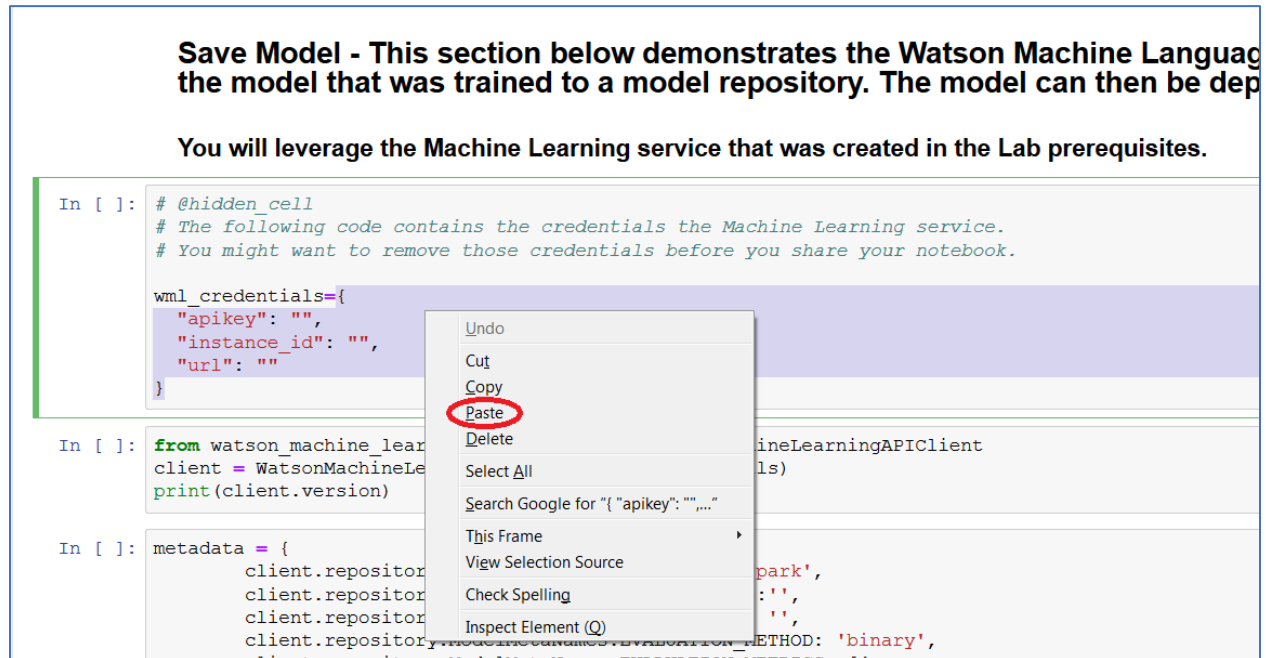 Save Model - This section below demonstrates the Watson Machine
the model that was trained to a model repository. The model can then be
You will leverage the Machine Learning service that was created in the Lab prerequisites.
In [ ]: # @hidden_cell
# The following code contains the credentials the Machine Learning service.
# You might want to remove those credentials before you share your notebook.
wml_credentials={
"apikey": "",
"instance_id": "",
"url": ""
}
Undo
Cut
Copy
Paste
Delete
Select All
Search Google for "{ "apikey": "",..."
This Frame
View Selection Source
Check Spelling
Inspect Element (Q)
In [ ]: from watson_machine_lear ineLearningAPIClient
client = WatsonMachineLe ls)
print(client.version)
In [ ]: metadata = {
client.repositor park',
client.repositor :'',
client.repositor '',
client.repository.ModelMetaNames.EVALUATION_METHOD: 'binary',